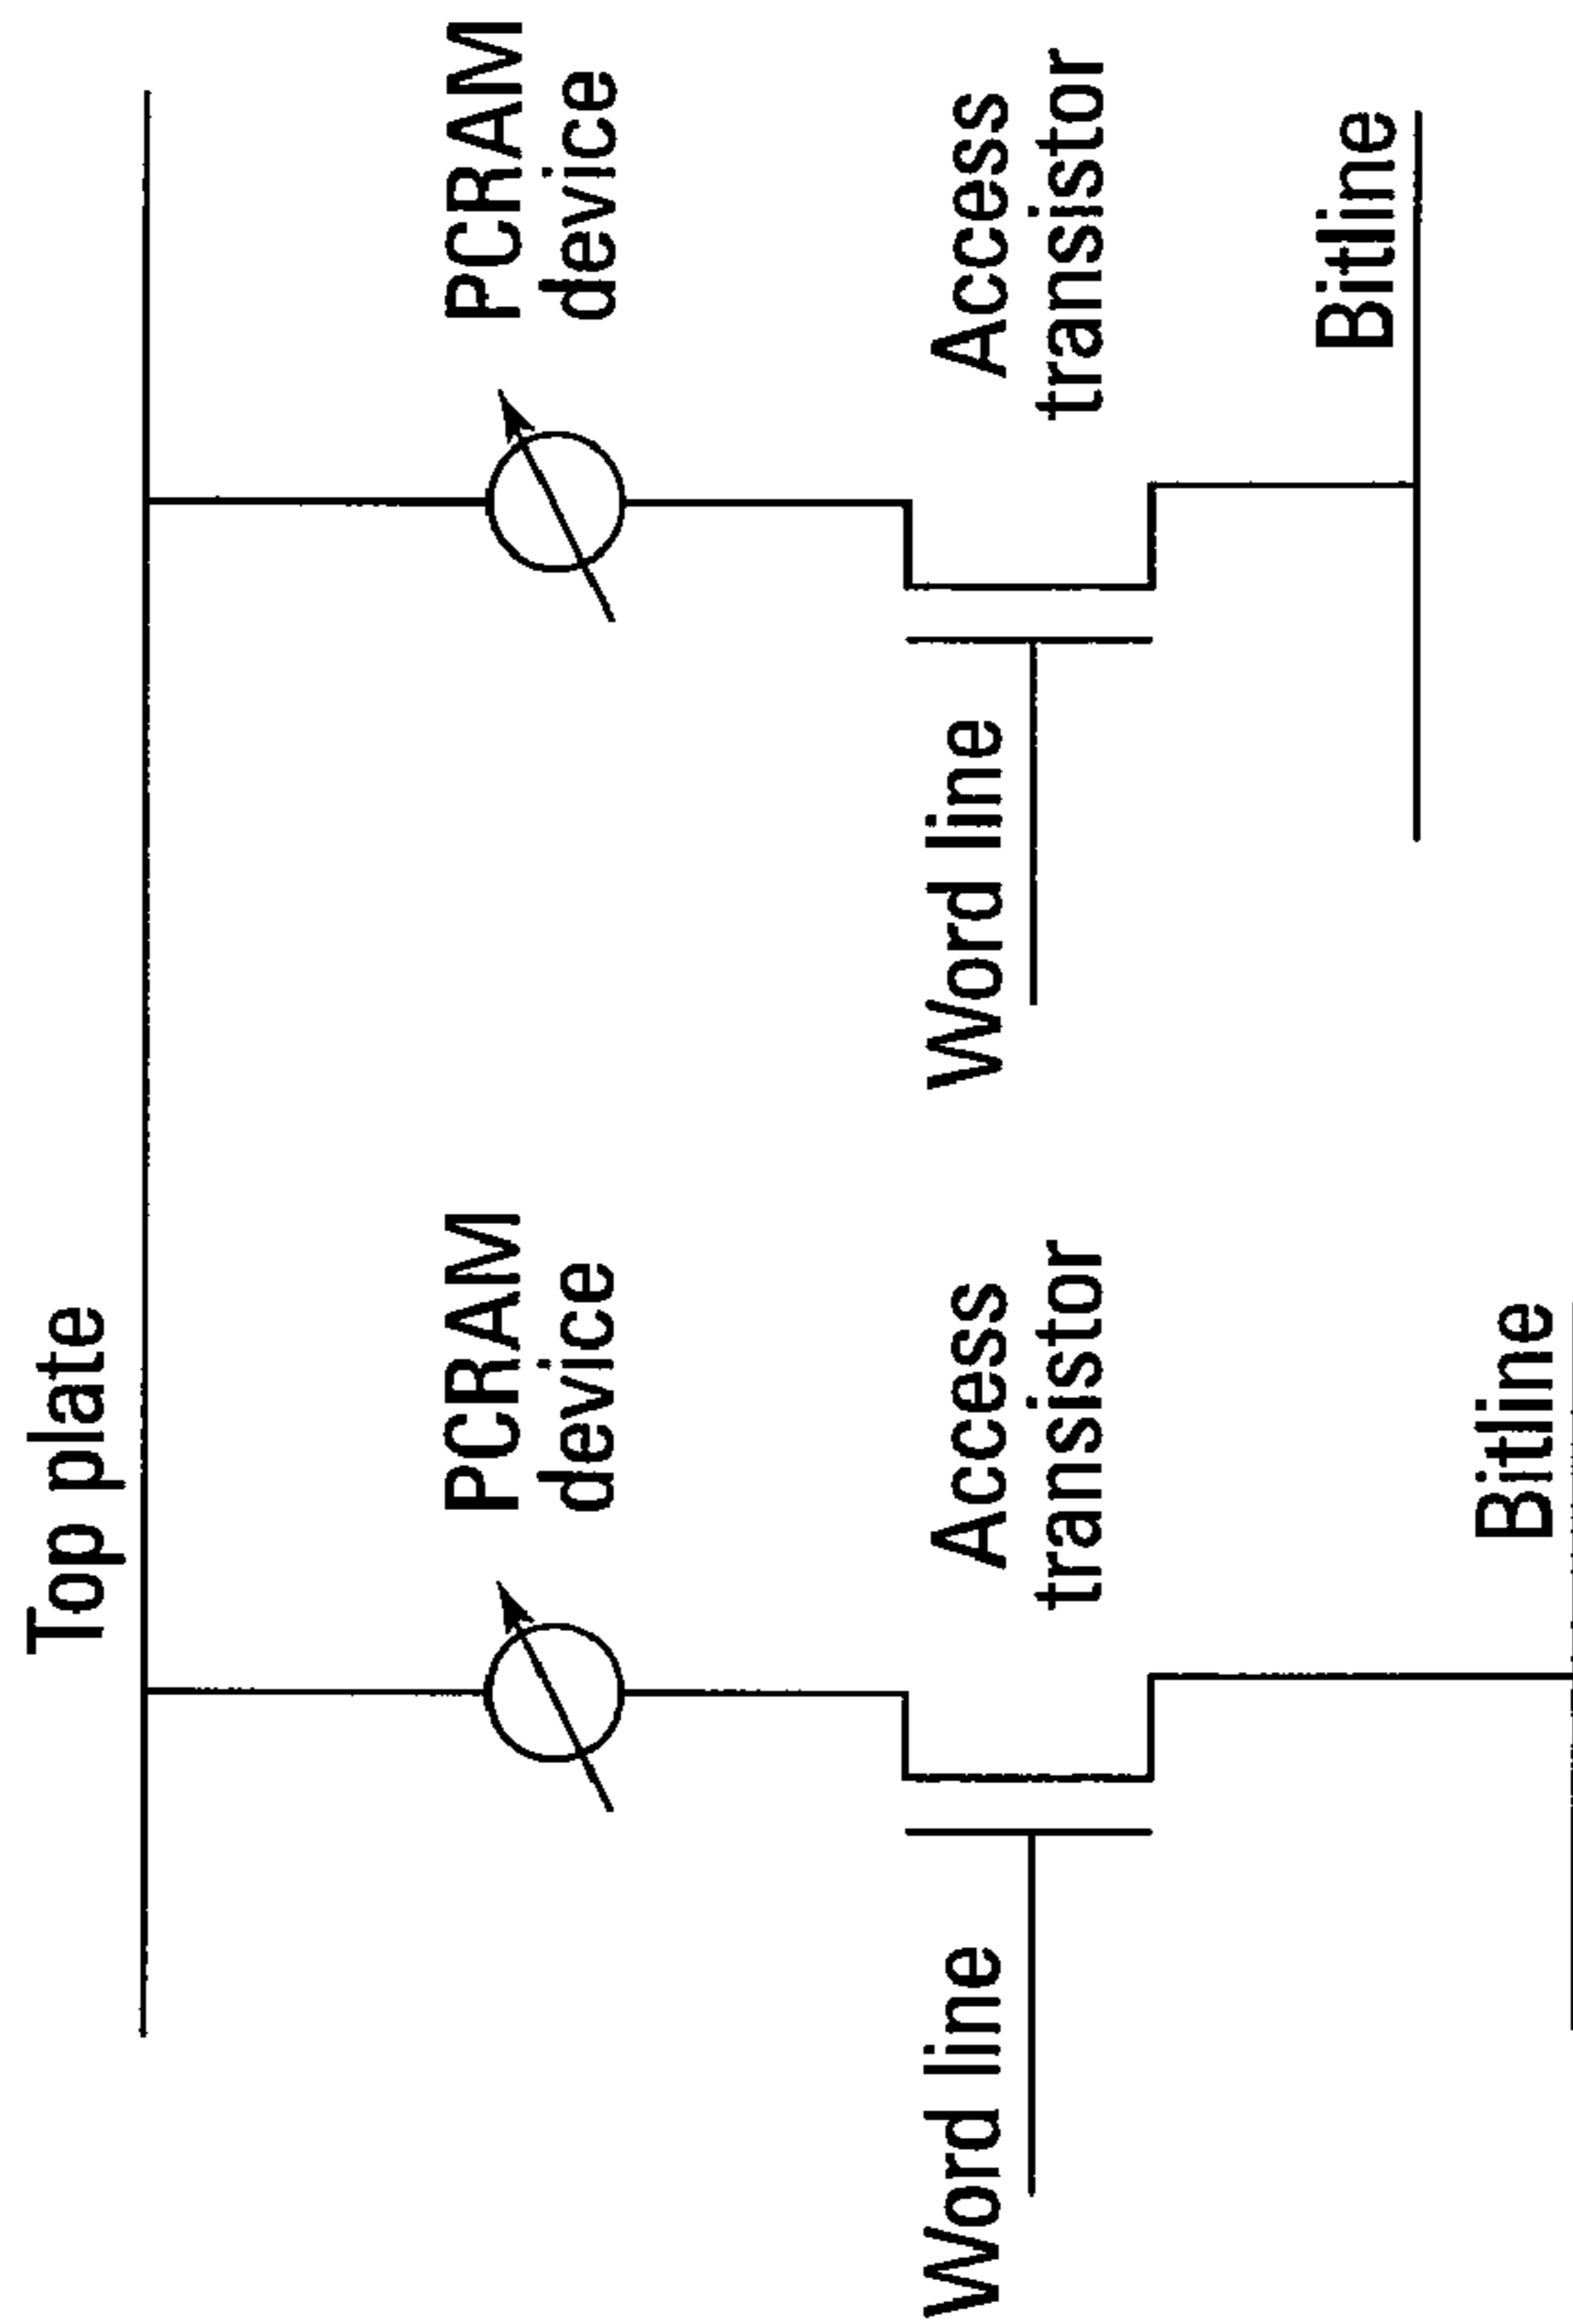 Top plate
PCRAM
device
PCRAM
device
Word line
Access
transistor
Word line
Access
transistor
Bitline
Bitline